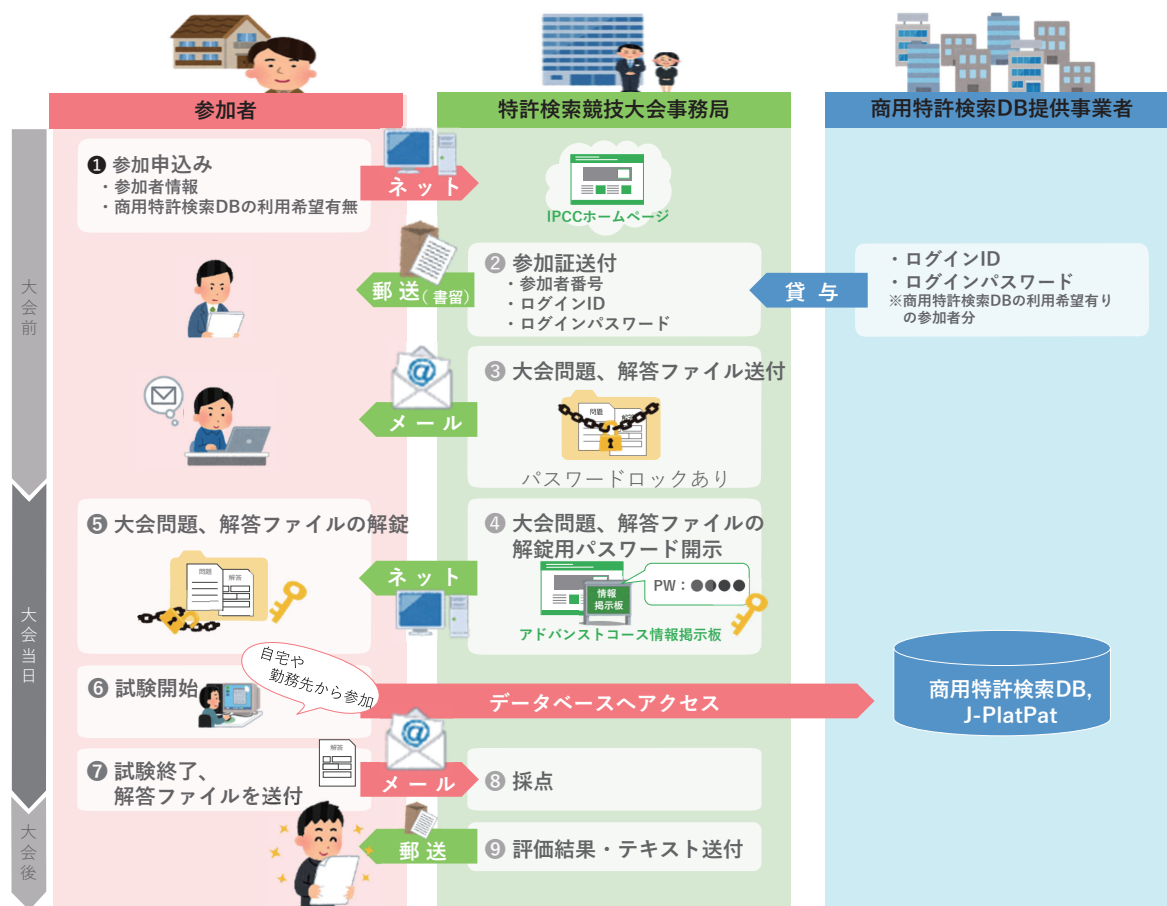 参加者
特許検索競技大会事務局
商用特許検索DB提供事業者
大会前
❶ 参加申込み
・参加者情報
・商用特許検索DBの利用希望有無
ネット
IPCCホームページ
郵送(書留)
❷ 参加証送付
・参加者番号
・ログインID
・ログインパスワード
貸与
・ログインID
・ログインパスワード
※商用特許検索DBの利用希望有り
の参加者分
メール
❸ 大会問題、解答ファイル送付
問題
解答
パスワードロックあり
大会当日
❺ 大会問題、解答ファイルの解錠
問題
解答
ネット
❹ 大会問題、解答ファイルの
解錠用パスワード開示
情報
掲示板
PW：●●●●
アドバンストコース情報掲示板
❻ 試験開始
自宅や
勤務先から参加
データベースへアクセス
商用特許検索DB,
J-PlatPat
❼ 試験終了、
解答ファイルを送付
解答
メール
❽ 採点
大会後
郵送
❾ 評価結果・テキスト送付